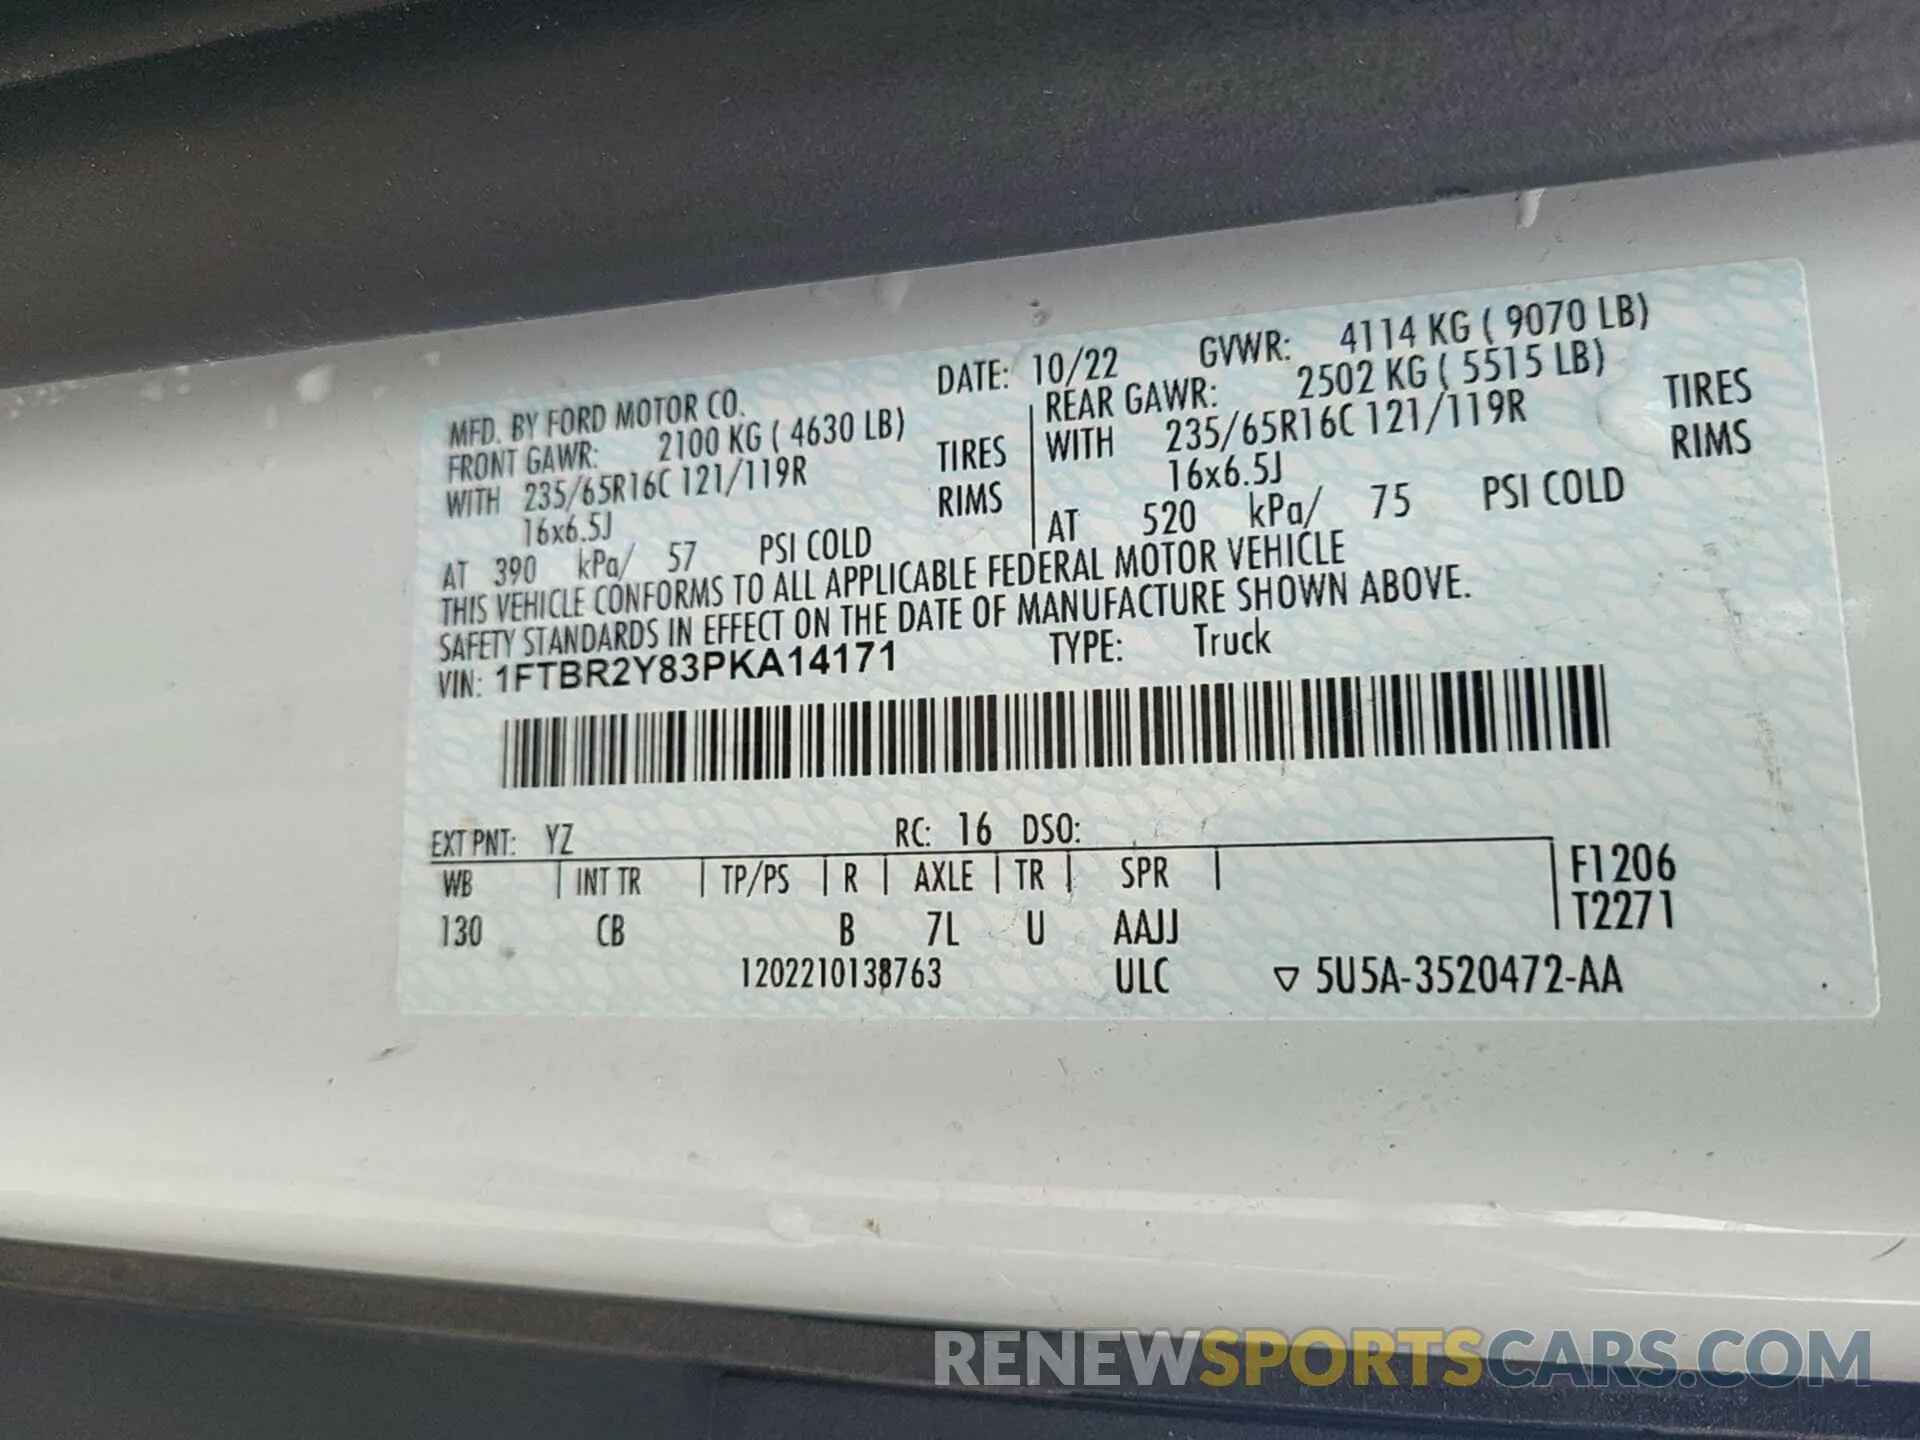 MFD. BY FORD MOTOR CO. DATE: 10/22 GVWR: 4114 KG ( 9070 LB)
FRONT GAWR: 2100 KG ( 4630 LB) REAR GAWR: 2502 KG ( 5515 LB)
WITH 235/65R16C 121/119R TIRES WITH 235/65R16C 121/119R TIRES
16x6.5J RIMS 16x6.5J RIMS
AT 390 kPa/ 57 PSI COLD AT 520 kPa/ 75 PSI COLD
THIS VEHICLE CONFORMS TO ALL APPLICABLE FEDERAL MOTOR VEHICLE
SAFETY STANDARDS IN EFFECT ON THE DATE OF MANUFACTURE SHOWN ABOVE.
VIN: 1FTBR2Y83PKA14171 TYPE: Truck
EXT PNT: YZ RC: 16 DSO:
WB INT TR TP/PS R AXLE TR SPR F1206
T2271
130 CB B 7L U AAJJ
1202210138763 ULC ▽ 5U5A-3520472-AA
RENEWSPORTSCARS.COM